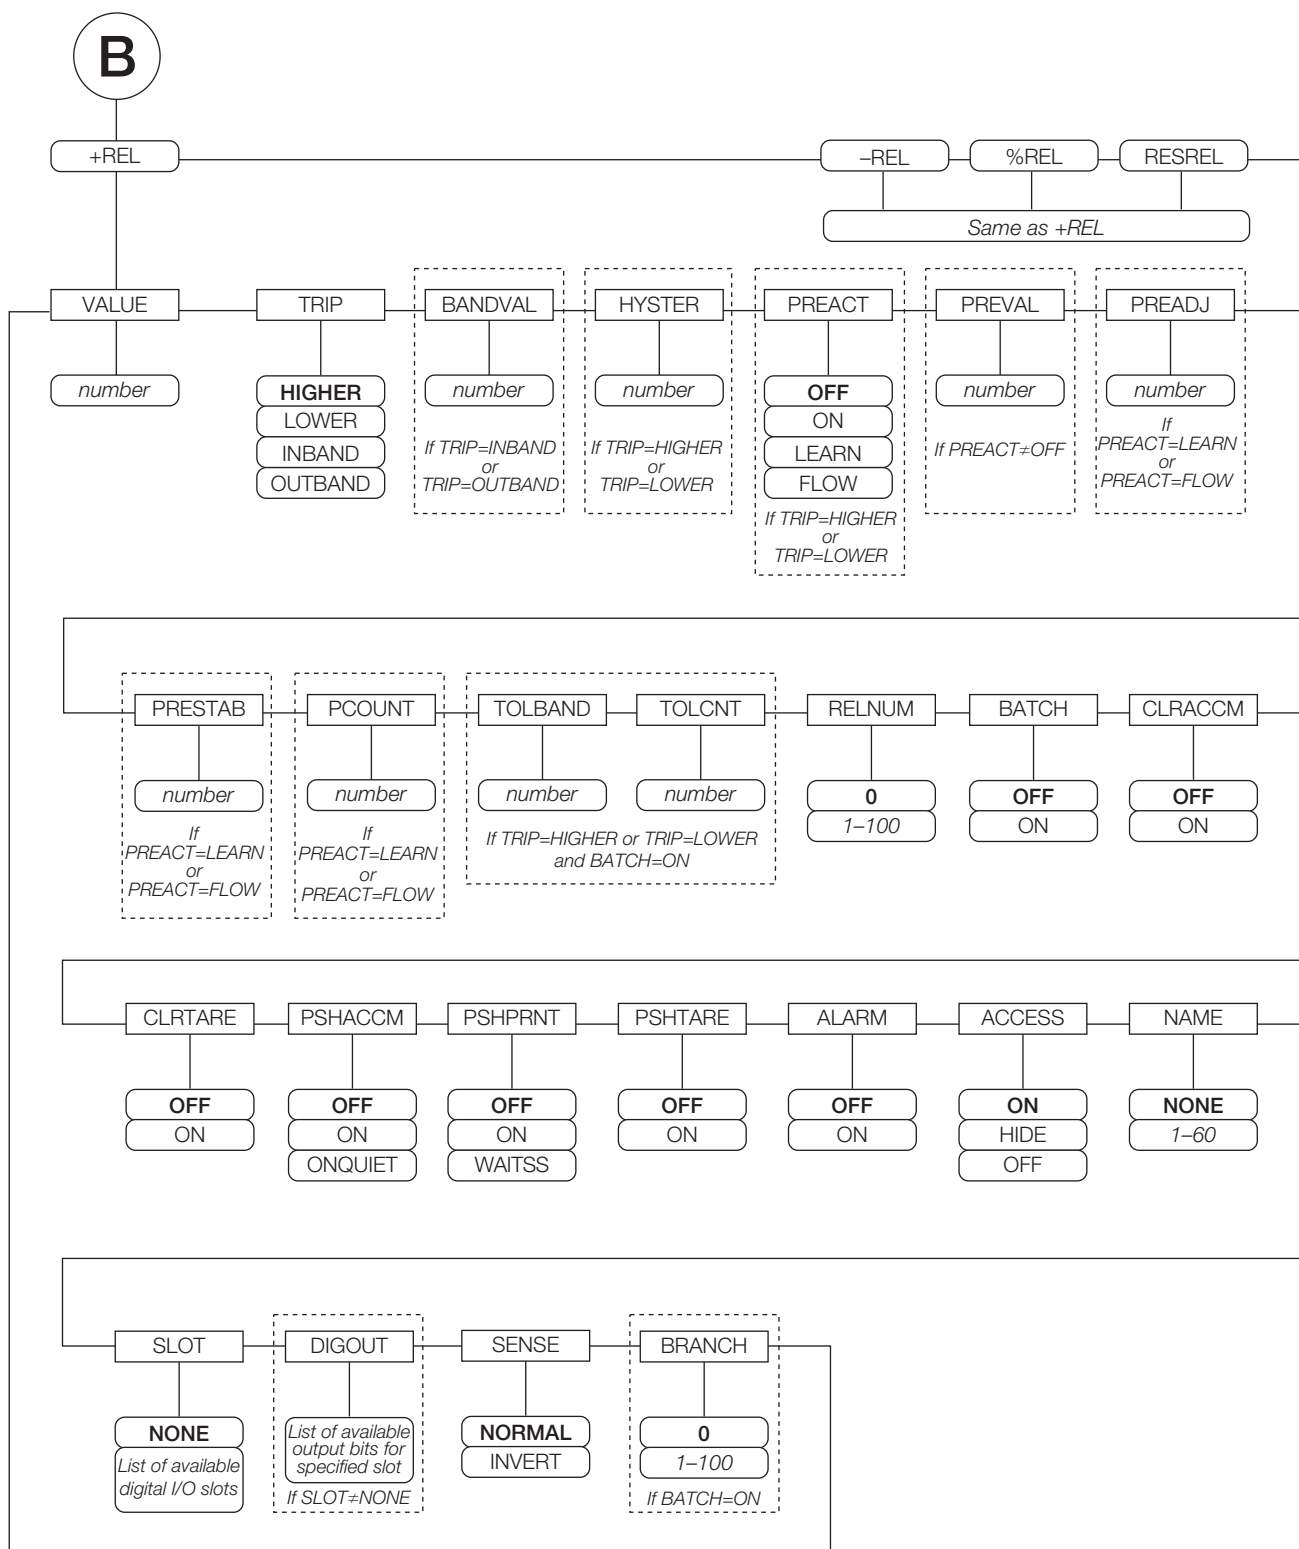 B
+REL
–REL
%REL
RESREL
Same as +REL
VALUE
TRIP
BANDVAL
HYSTER
PREACT
PREVAL
PREADJ
number
HIGHER
LOWER
INBAND
OUTBAND
number
If TRIP=INBAND
or
TRIP=OUTBAND
number
If TRIP=HIGHER
or
TRIP=LOWER
OFF
ON
LEARN
FLOW
If TRIP=HIGHER
or
TRIP=LOWER
number
If PREACT≠OFF
number
If
PREACT=LEARN
or
PREACT=FLOW
PRESTAB
PCOUNT
TOLBAND
TOLCNT
RELNUM
BATCH
CLRACCM
number
If
PREACT=LEARN
or
PREACT=FLOW
number
If
PREACT=LEARN
or
PREACT=FLOW
number
number
If TRIP=HIGHER or TRIP=LOWER
and BATCH=ON
0
1–100
OFF
ON
OFF
ON
CLRTARE
PSHACCM
PSHPRNT
PSHTARE
ALARM
ACCESS
NAME
OFF
ON
OFF
ON
ONQUIET
OFF
ON
WAITSS
OFF
ON
OFF
ON
ON
HIDE
OFF
NONE
1–60
SLOT
DIGOUT
SENSE
BRANCH
NONE
List of available
digital I/O slots
List of available
output bits for
specified slot
If SLOT≠NONE
NORMAL
INVERT
0
1–100
If BATCH=ON